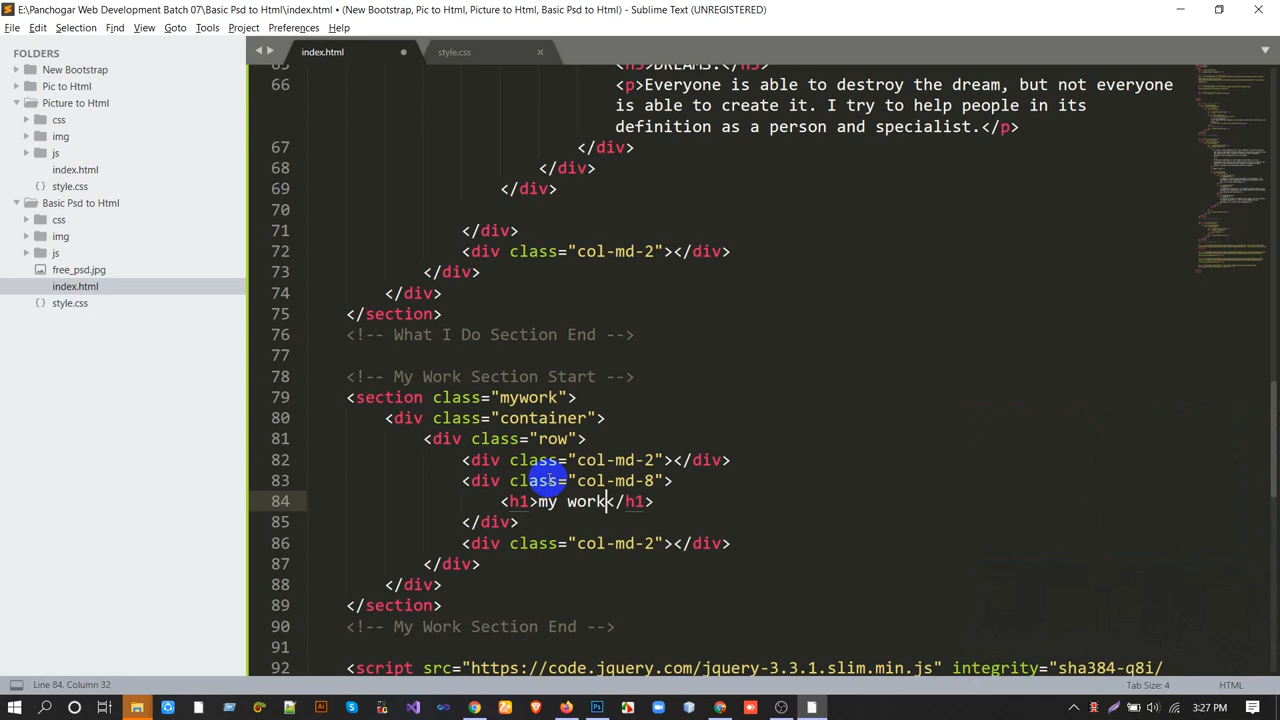 E:\Panchogar Web Development Batch 07\Basic Psd to Html\index.html • (New Bootstrap, Pic to Html, Picture to Html, Basic Psd to Html) - Sublime Text (UNREGISTERED)
File Edit Selection Find View Goto Tools Project Preferences Help
FOLDERS
New Bootstrap
Pic to Html
Picture to Html
css
img
js
index.html
style.css
Basic Psd to Html
css
img
js
free_psd.jpg
index.html
style.css
index.html
style.css
65 <h3>DREAMS.</h3>
66 <p>Everyone is able to destroy the dream, but not everyone
is able to create it. I try to help people in its
definition as a person and specialist.</p>
67 </div>
68 </div>
69 </div>
70
71 </div>
72 <div class="col-md-2"></div>
73 </div>
74 </div>
75 </section>
76 <!-- What I Do Section End -->
77
78 <!-- My Work Section Start -->
79 <section class="mywork">
80 <div class="container">
81 <div class="row">
82 <div class="col-md-2"></div>
83 <div class="col-md-8">
84 <h1>my work</h1>
85 </div>
86 <div class="col-md-2"></div>
87 </div>
88 </div>
89 </section>
90 <!-- My Work Section End -->
91
92 <script src="https://code.jquery.com/jquery-3.3.1.slim.min.js" integrity="sha384-q8i/
Line 84, Column 32
Tab Size: 4
HTML
3:27 PM